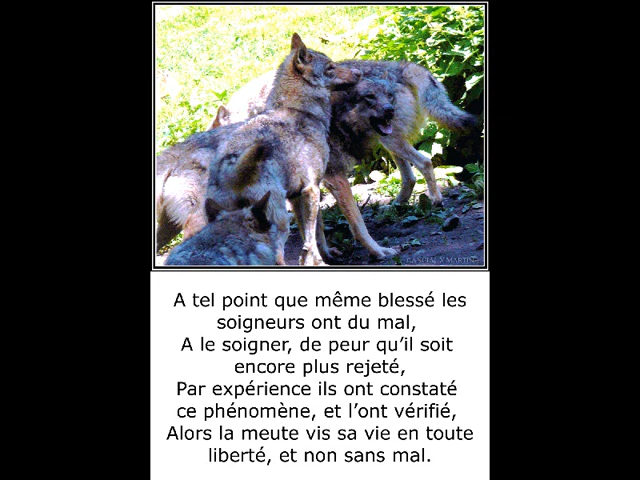 A tel point que même blessé les
soigneurs ont du mal,
A le soigner, de peur qu’il soit
encore plus rejeté,
Par expérience ils ont constaté
ce phénomène, et l’ont vérifié,
Alors la meute vis sa vie en toute
liberté, et non sans mal.